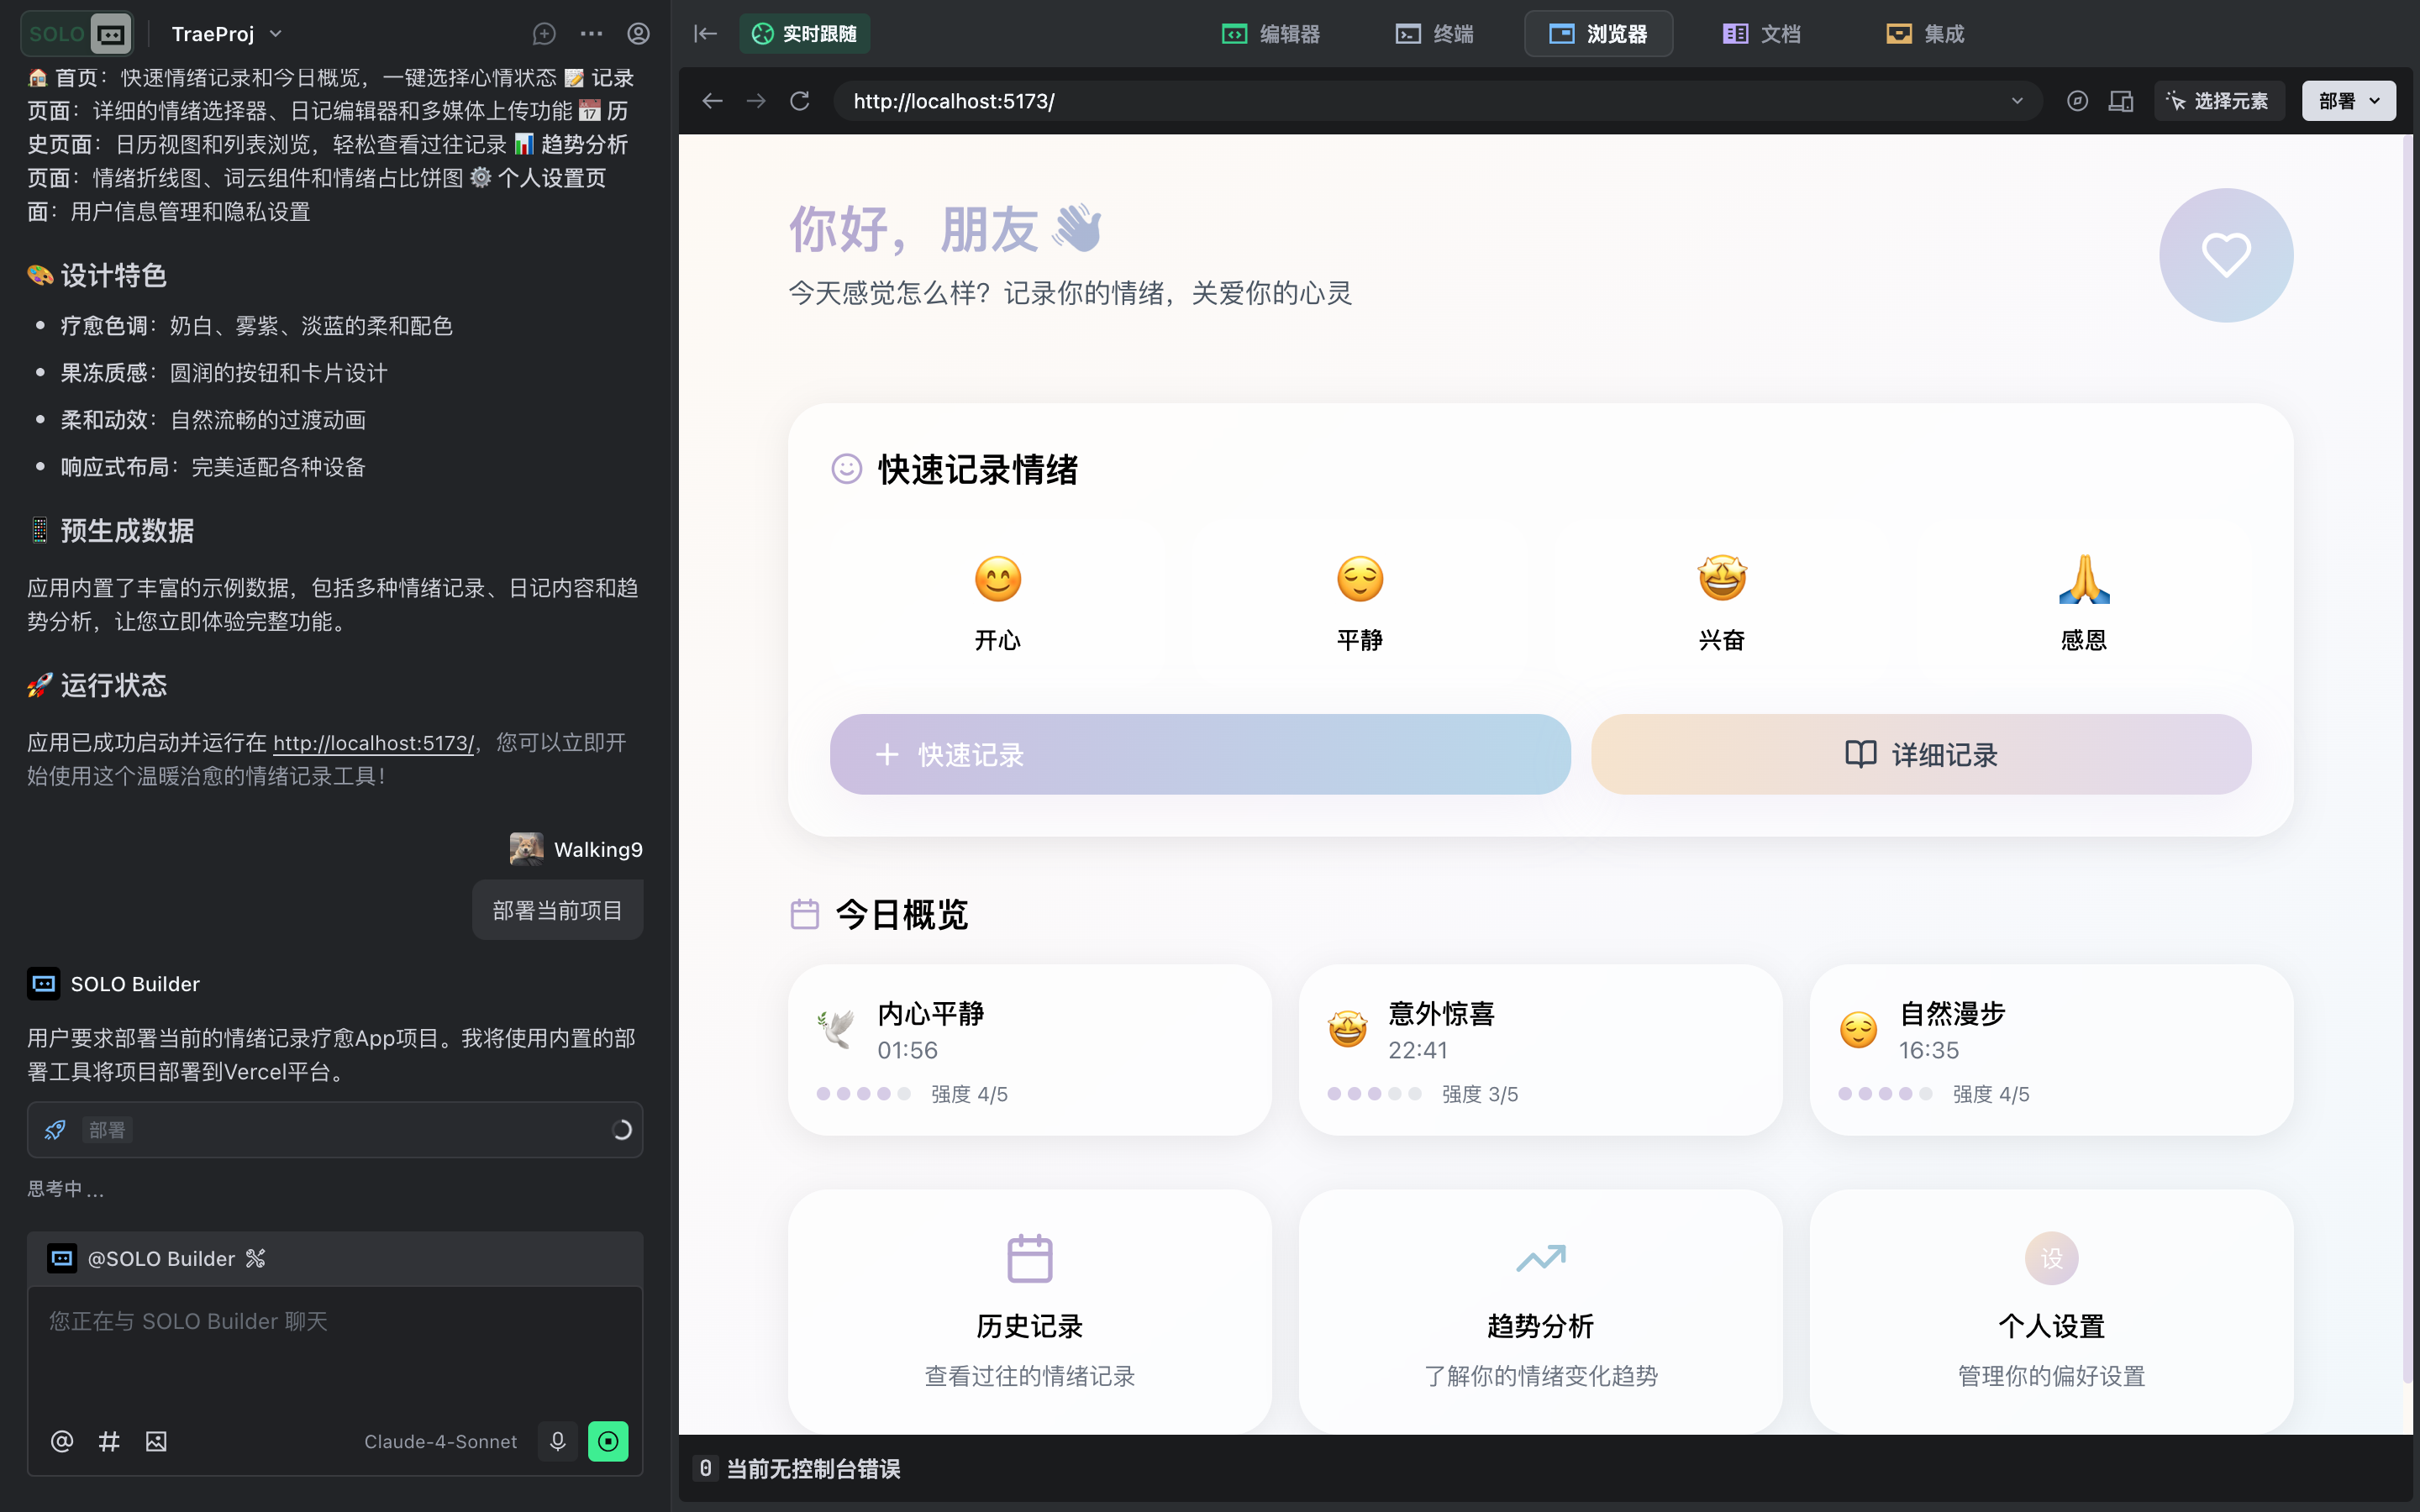 SOLO
TraeProj
🏠 首页：快速情绪记录和今日概览，一键选择心情状态 📝 记录
页面：详细的情绪选择器、日记编辑器和多媒体上传功能 📅 历
史页面：日历视图和列表浏览，轻松查看过往记录 📊 趋势分析
页面：情绪折线图、词云组件和情绪占比饼图 ⚙️ 个人设置页
面：用户信息管理和隐私设置
🎨 设计特色
• 疗愈色调：奶白、雾紫、淡蓝的柔和配色
• 果冻质感：圆润的按钮和卡片设计
• 柔和动效：自然流畅的过渡动画
• 响应式布局：完美适配各种设备
📱 预生成数据
应用内置了丰富的示例数据，包括多种情绪记录、日记内容和趋
势分析，让您立即体验完整功能。
🚀 运行状态
应用已成功启动并运行在 http://localhost:5173/，您可以立即开
始使用这个温暖治愈的情绪记录工具！
Walking9
部署当前项目
SOLO Builder
用户要求部署当前的情绪记录疗愈App项目。我将使用内置的部
署工具将项目部署到Vercel平台。
部署
思考中 ...
@SOLO Builder
您正在与 SOLO Builder 聊天
Claude-4-Sonnet
实时跟随
编辑器
终端
浏览器
文档
集成
http://localhost:5173/
选择元素
部署
你好，朋友 👋
今天感觉怎么样？记录你的情绪，关爱你的心灵
快速记录情绪
开心
平静
兴奋
感恩
快速记录
详细记录
今日概览
内心平静
01:56
强度 4/5
意外惊喜
22:41
强度 3/5
自然漫步
16:35
强度 4/5
历史记录
查看过往的情绪记录
趋势分析
了解你的情绪变化趋势
设
个人设置
管理你的偏好设置
0 当前无控制台错误